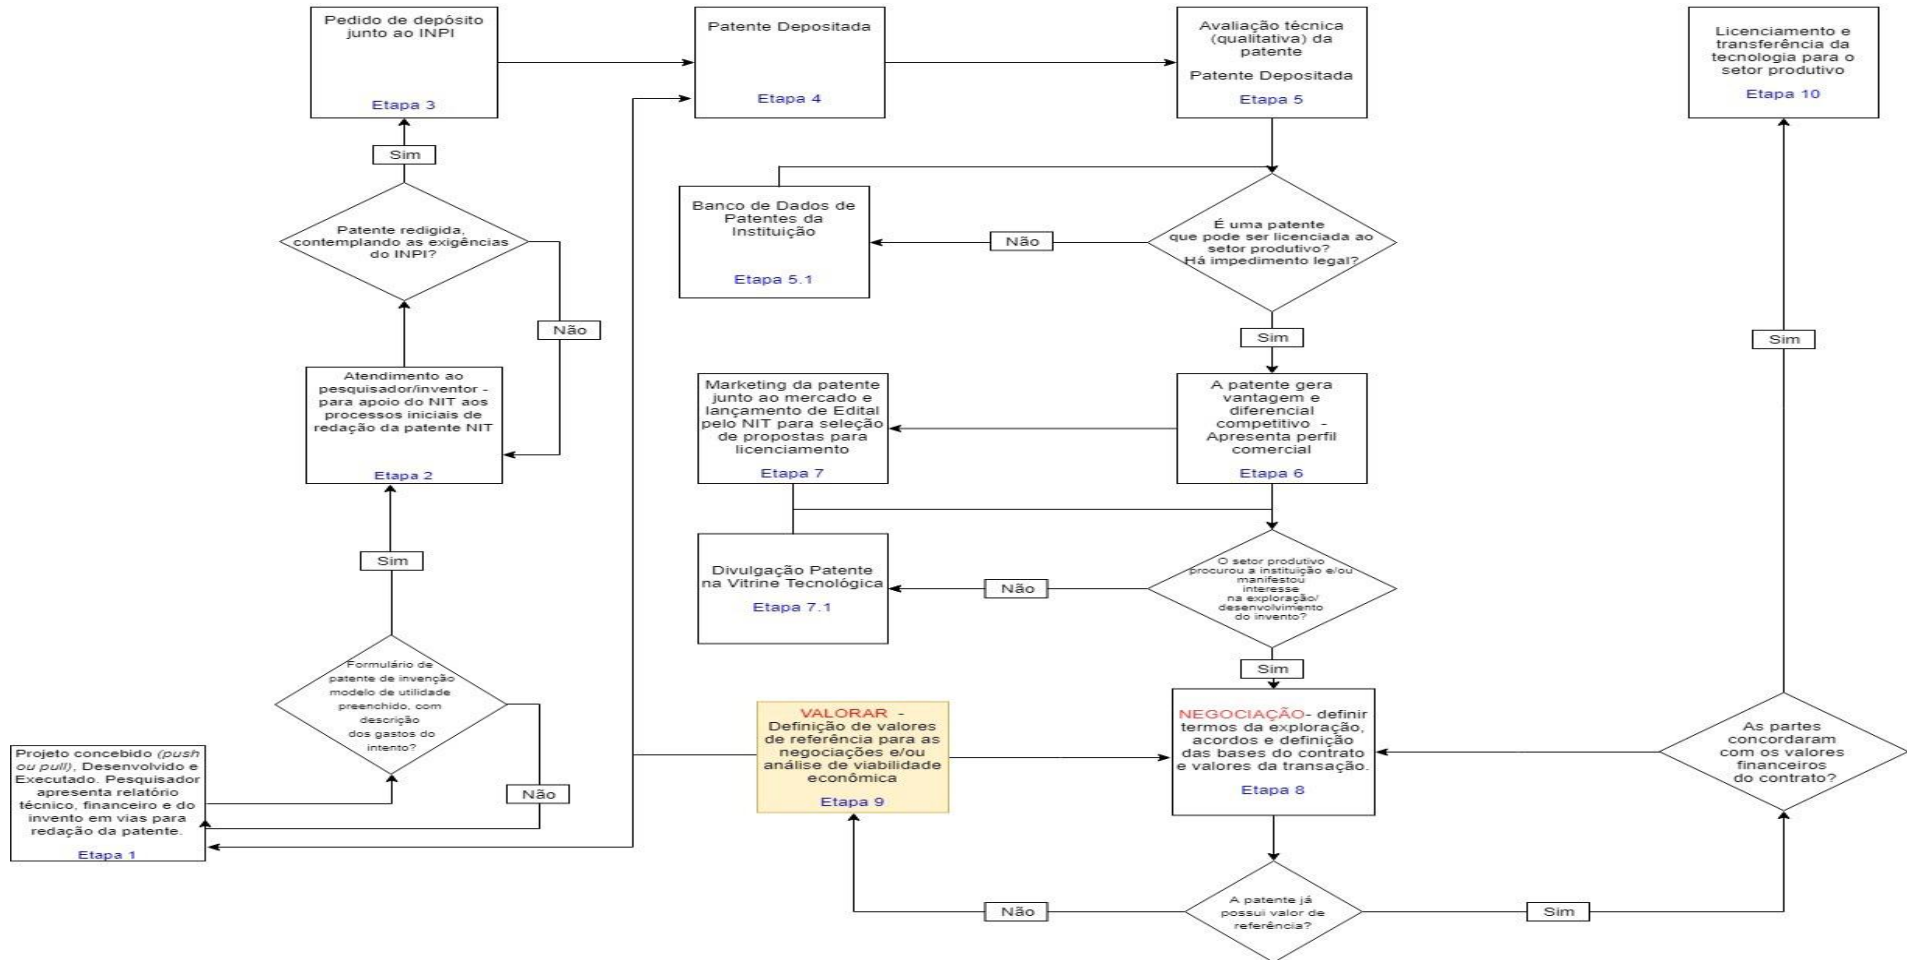 Pedido de depósito
junto ao INPI
Etapa 3
Patente Depositada
Etapa 4
Avaliação técnica
(qualitativa) da
patente
Patente Depositada
Etapa 5
Licenciamento e
transferência da
tecnologia para o
setor produtivo
Etapa 10
Sim
Patente redigida,
contemplando as exigências
do INPI?
Não
Banco de Dados de
Patentes da
Instituição
Etapa 5.1
Não
É uma patente
que pode ser licenciada ao
setor produtivo?
Há impedimento legal?
Sim
Sim
Atendimento ao
pesquisador/inventor -
para apoio do NIT aos
processos iniciais de
redação da patente NIT
Etapa 2
Marketing da patente
junto ao mercado e
lançamento de Edital
pelo NIT para seleção
de propostas para
licenciamento
Etapa 7
A patente gera
vantagem e
diferencial
competitivo -
Apresenta perfil
comercial
Etapa 6
Sim
Divulgação Patente
na Vitrine Tecnológica
Etapa 7.1
Não
O setor produtivo
procurou a instituição e/ou
manifestou
interesse
na exploração/
desenvolvimento
do invento?
Sim
Formulário de
patente de invenção
modelo de utilidade
preenchido, com
descrição
dos gastos do
intento?
Não
Projeto concebido (push
ou pull), Desenvolvido e
Executado. Pesquisador
apresenta relatório
técnico, financeiro e do
invento em vias para
redação da patente.
Etapa 1
VALORAR -
Definição de valores
de referência para as
negociações e/ou
análise de viabilidade
econômica
Etapa 9
NEGOCIAÇÃO- definir
termos da exploração,
acordos e definição
das bases do contrato
e valores da transação.
Etapa 8
As partes
concordaram
com os valores
financeiros
do contrato?
Não
A patente já
possui valor de
referência?
Sim